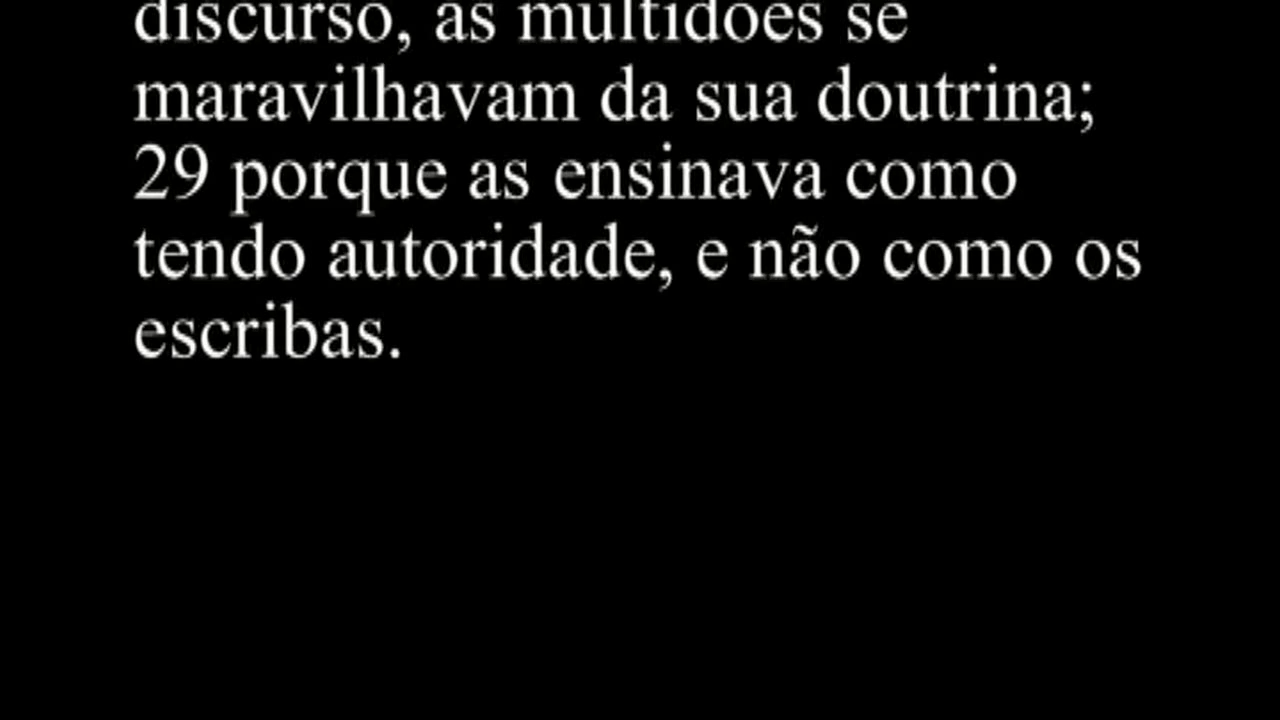 discurso, as multidões se
maravilhavam da sua doutrina;
29 porque as ensinava como
tendo autoridade, e não como os
escribas.